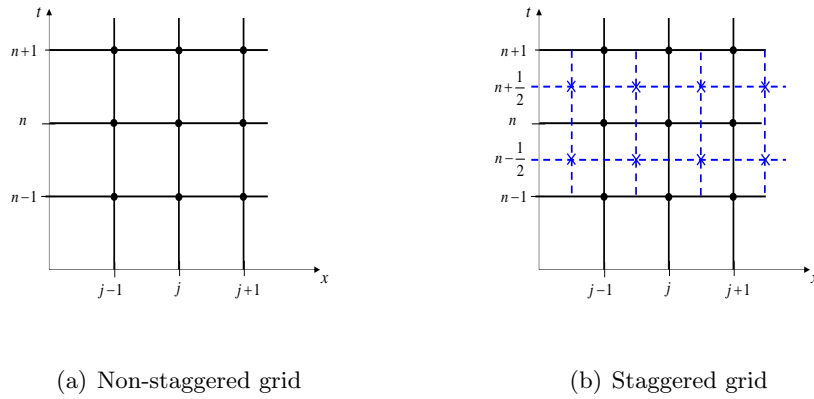 t
n+1
n
n−1
j−1
j
j+1
x
(a) Non-staggered grid
t
n+1
n+1/2
n
n−1/2
n−1
j−1
j
j+1
x
(b) Staggered grid